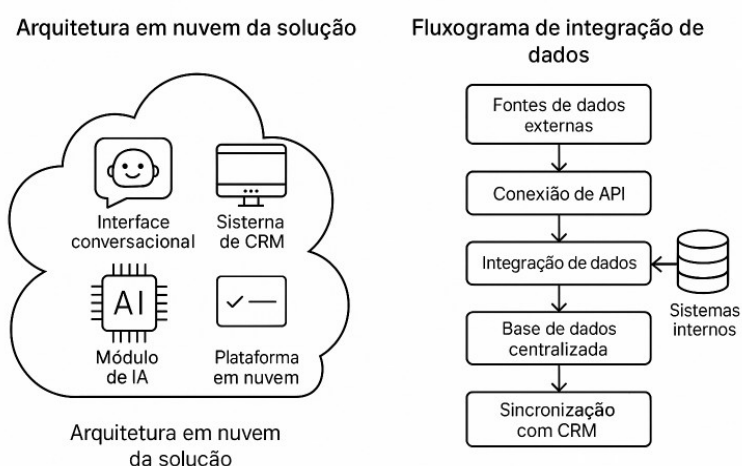 Arquitetura em nuvem da solução
Interface
conversacional
Sisterna
de CRM
AI
Módulo
de IA
Plataforma
em nuvem
Arquitetura em nuvem
da solução
Fluxograma de integração de
dados
Fontes de dados
externas
Conexião de API
Integração de dados
Sistemas
internos
Base de dados
centralizada
Sincronização
com CRM